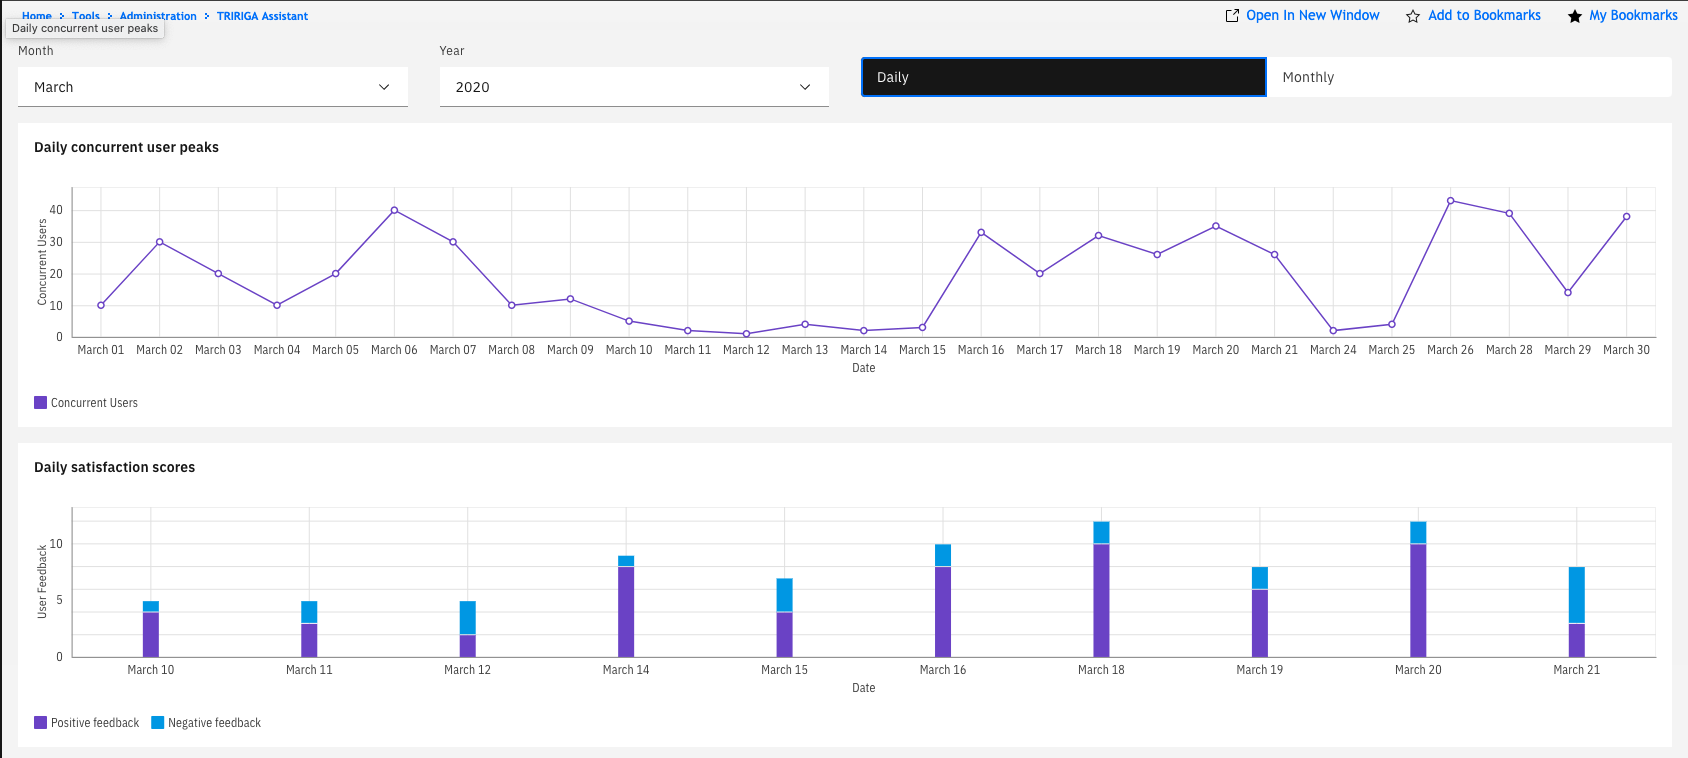 Home > Tools > Administration > TRIRIGA Assistant
Open In New Window
Add to Bookmarks
My Bookmarks
Daily concurrent user peaks
Month
Year
March
2020
Daily
Monthly
Daily concurrent user peaks
Concurrent Users
40
30
20
10
0
March 01 March 02 March 03 March 04 March 05 March 06 March 07 March 08 March 09 March 10 March 11 March 12 March 13 March 14 March 15 March 16 March 17 March 18 March 19 March 20 March 21 March 24 March 25 March 26 March 28 March 29 March 30
Date
Concurrent Users
Daily satisfaction scores
User Feedback
10
5
0
March 10 March 11 March 12 March 14 March 15 March 16 March 18 March 19 March 20 March 21
Date
Positive feedback Negative feedback